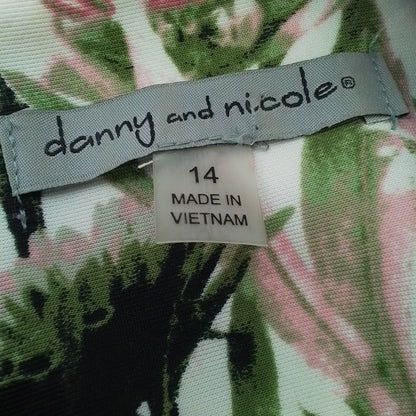 danny and nicole®
14
MADE IN
VIETNAM